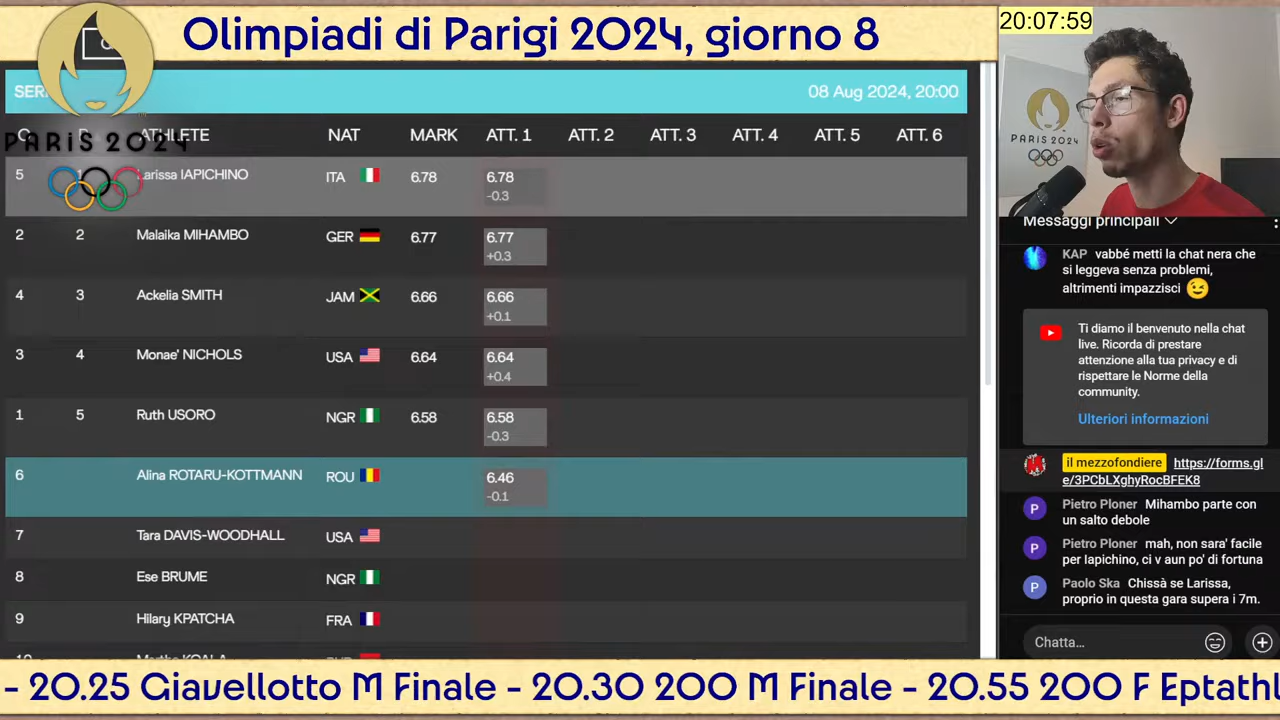 Olimpiadi di Parigi 2024, giorno 8
20:07:59
SERI
08 Aug 2024, 20:00
PARIS 2024
ATHLETE NAT MARK ATT. 1 ATT. 2 ATT. 3 ATT. 4 ATT. 5 ATT. 6
5 1 Larissa IAPICHINO ITA 6.78 6.78
-0.3
2 2 Malaika MIHAMBO GER 6.77 6.77
+0.3
4 3 Ackelia SMITH JAM 6.66 6.66
+0.1
3 4 Monae' NICHOLS USA 6.64 6.64
+0.4
1 5 Ruth USORO NGR 6.58 6.58
-0.3
6 Alina ROTARU-KOTTMANN ROU 6.46
-0.1
7 Tara DAVIS-WOODHALL USA
8 Ese BRUME NGR
9 Hilary KPATCHA FRA
PARIS 2024
Messaggi principali
KAP vabbé metti la chat nera che
si leggeva senza problemi,
altrimenti impazzisci
Ti diamo il benvenuto nella chat
live. Ricorda di prestare
attenzione alla tua privacy e di
rispettare le Norme della
community.
Ulteriori informazioni
il mezzofondiere https://forms.gl
e/3PCbLXghyRocBFEK8
Pietro Ploner Mihambo parte con
un salto debole
Pietro Ploner mah, non sara' facile
per Iapichino, ci v aun po' di fortuna
Paolo Ska Chissà se Larissa,
proprio in questa gara supera i 7m.
Chatta...
- 20.25 Giavellotto M Finale - 20.30 200 M Finale - 20.55 200 F Eptathl